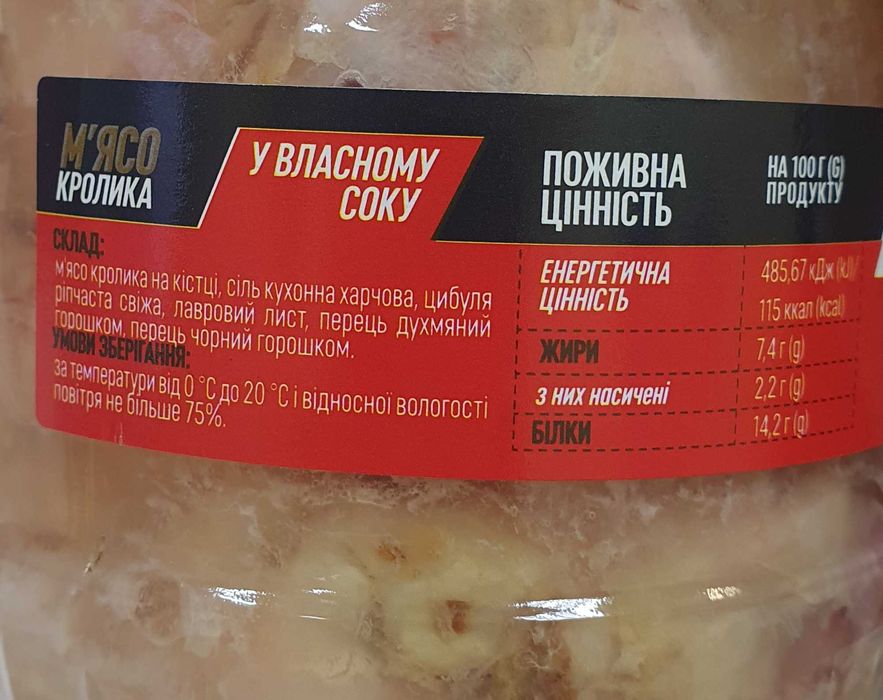 М'ЯСО
КРОЛИКА
У ВЛАСНОМУ
СОКУ
СКЛАД:
м'ясо кролика на кістці, сіль кухонна харчова, цибуля
ріпчаста свіжа, лавровий лист, перець духмяний
горошком, перець чорний горошком.
УМОВИ ЗБЕРІГАННЯ:
за температури від 0 °С до 20 °С і відносної вологості
повітря не більше 75%.
ПОЖИВНА
ЦІННІСТЬ
НА 100 Г (G)
ПРОДУКТУ
ЕНЕРГЕТИЧНА
ЦІННІСТЬ
485,67 кДж (kJ)/
115 ккал (kcal)
ЖИРИ
7,4 г (g)
з них насичені
2,2 г (g)
БІЛКИ
14,2 г (g)